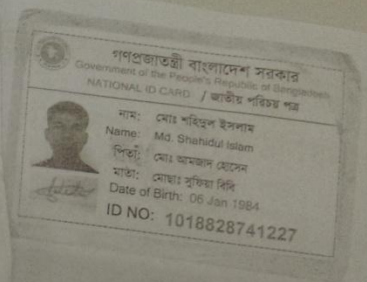 গণপ্রজাতন্ত্রী বাংলাদেশ সরকার
Government of the People's Republic of Bangladesh
NATIONAL ID CARD / জাতীয় পরিচয় পত্র
নাম: মোঃ শহিদুল ইসলাম
Name: Md. Shahidul Islam
পিতা: মোঃ আমজাদ হোসেন
মাতা: মোছাঃ সুফিয়া বিবি
Date of Birth: 06 Jan 1984
ID NO: 1018828741227